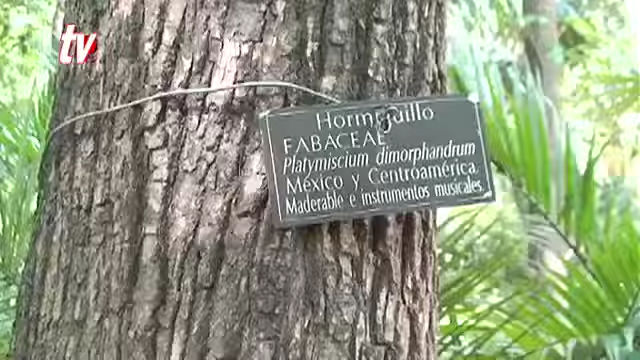 tv
Hormiguillo
FABACEAE
Platymiscium dimorphandrum
México y Centroamérica.
Maderable e instrumentos musicales.